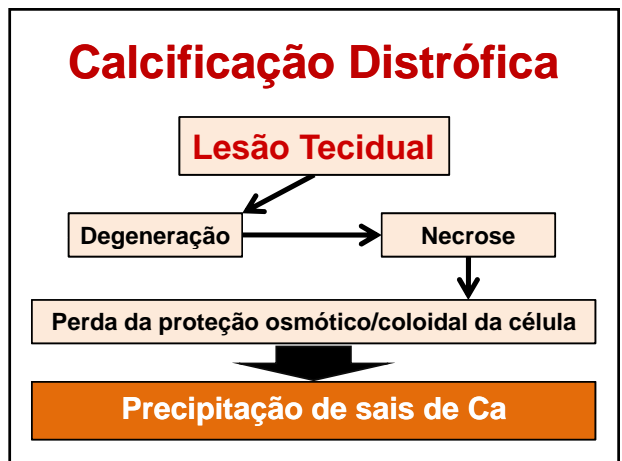 Calcificação Distrófica
Lesão Tecidual
Degeneração
Necrose
Perda da proteção osmótico/coloidal da célula
Precipitação de sais de Ca